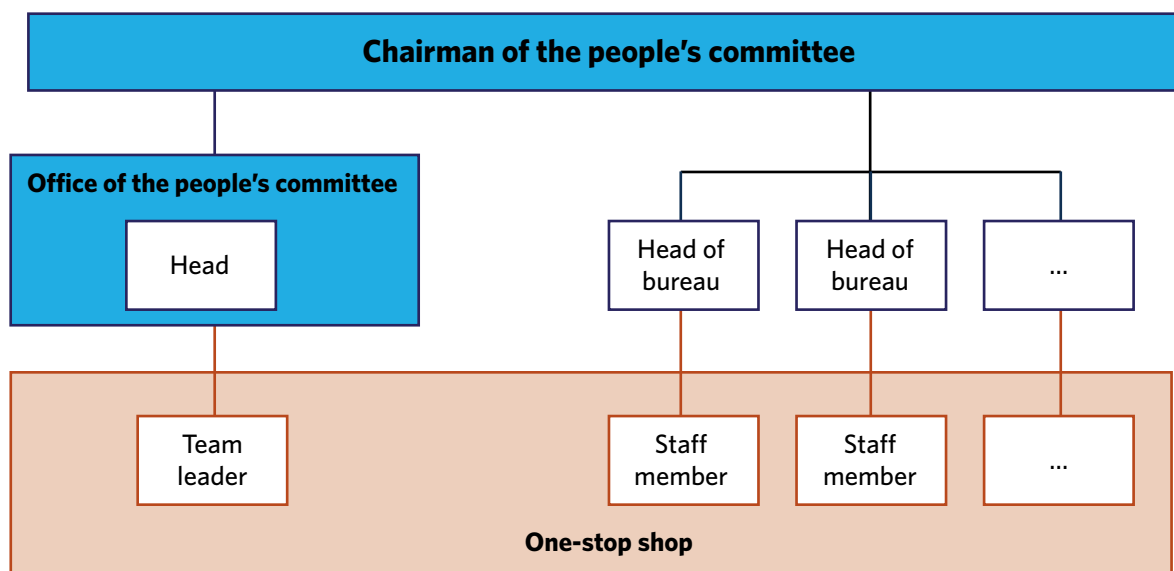 Chairman of the people's committee
Office of the people's committee
Head
Head of
bureau
Head of
bureau
...
Team
leader
Staff
member
Staff
member
...
One-stop shop